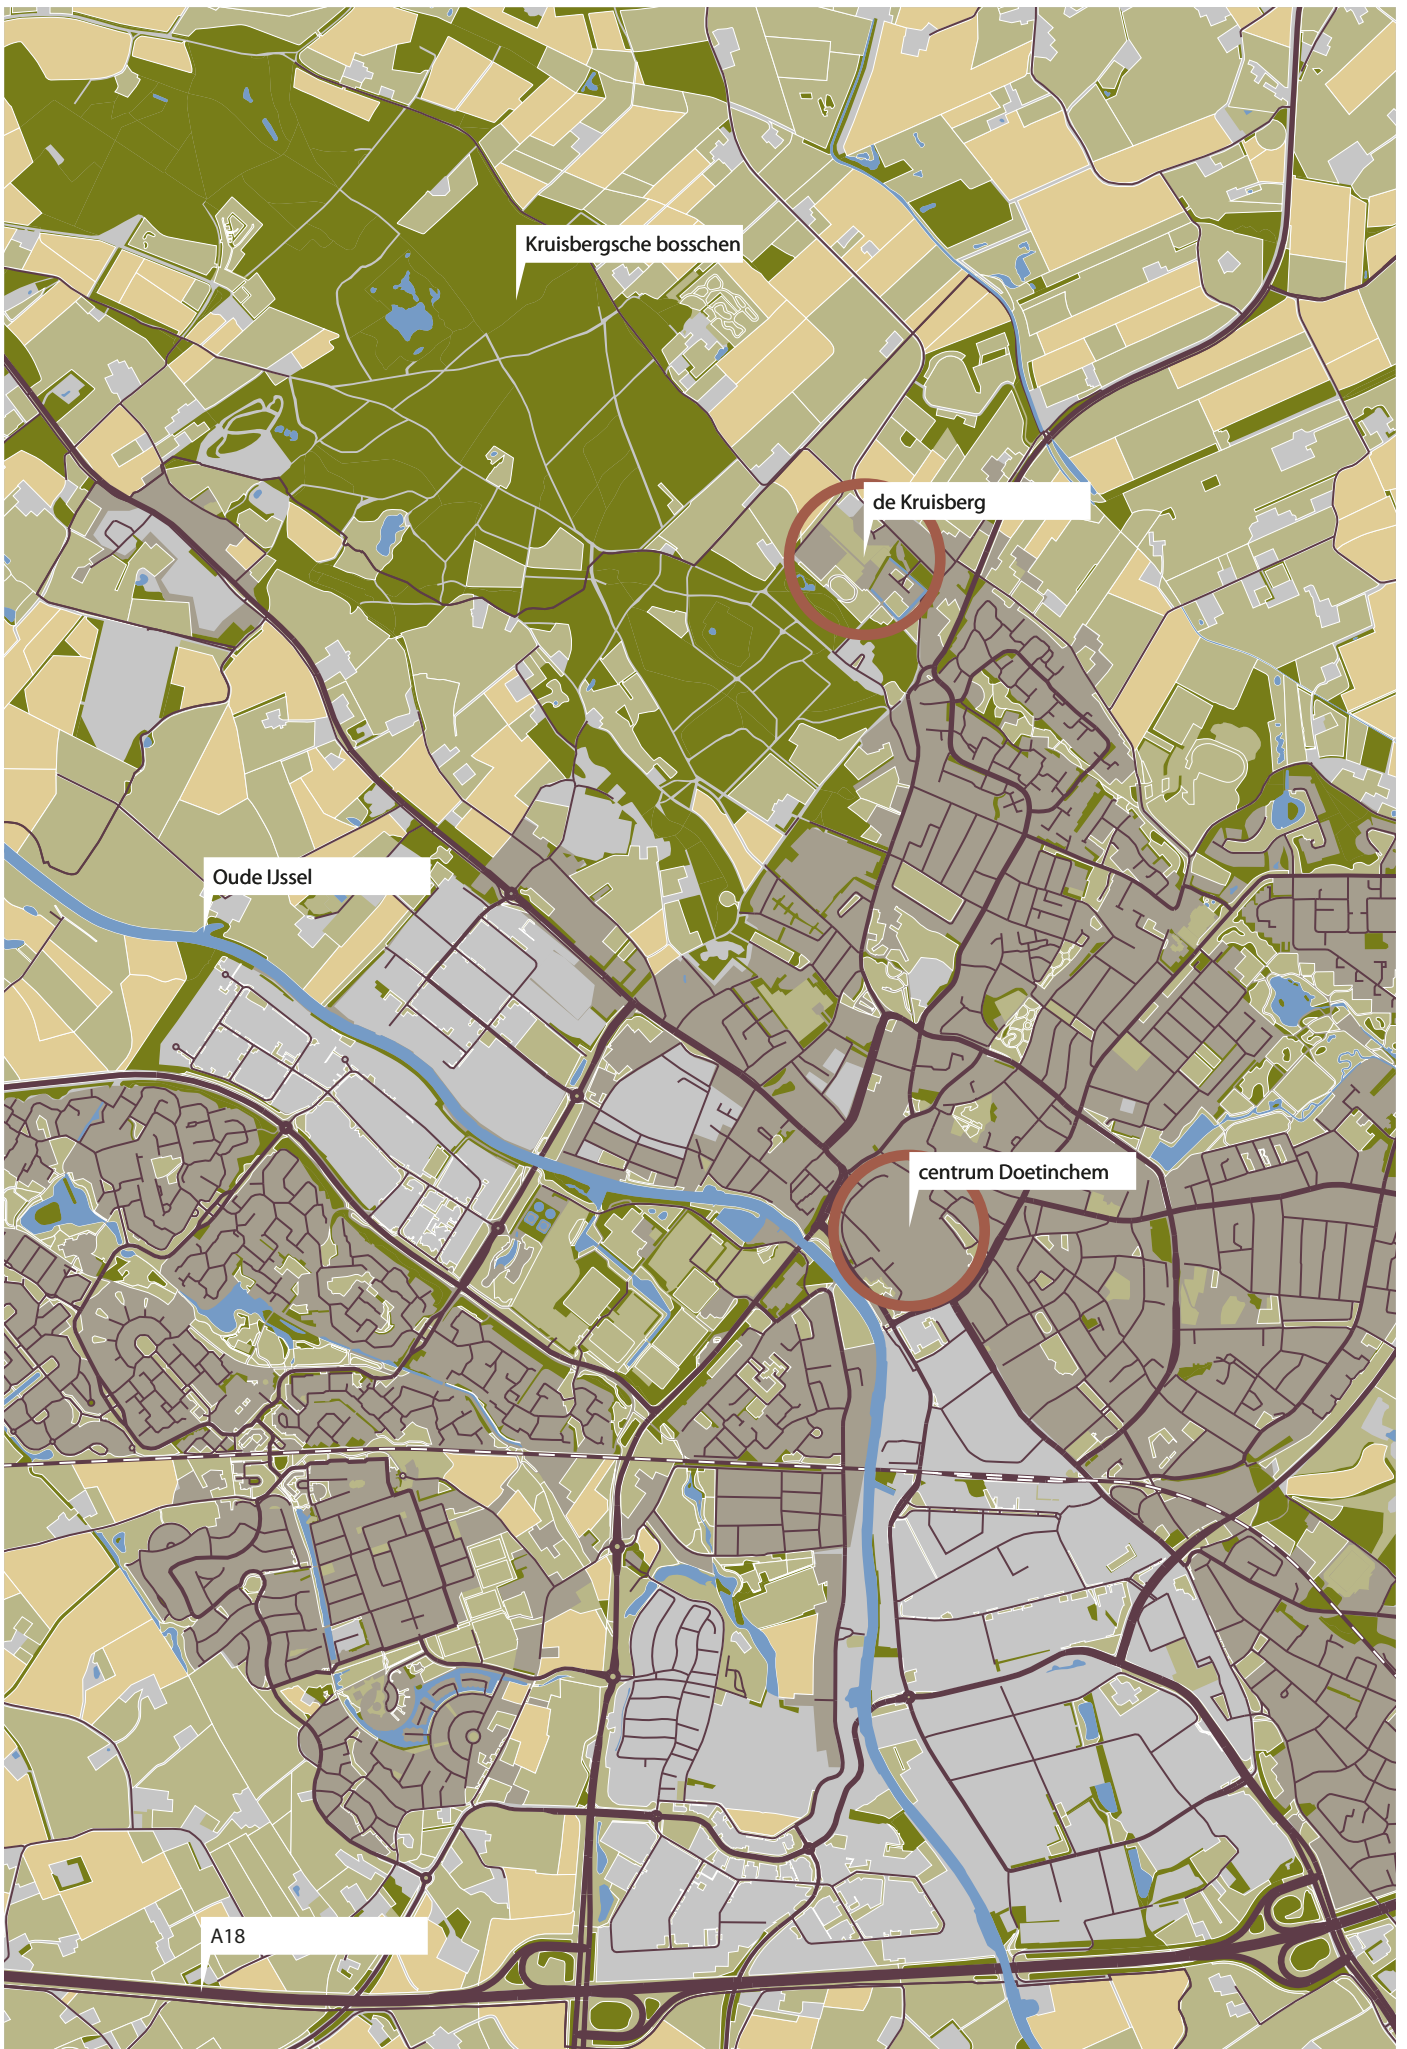 Kruisbergsche bosschen
de Kruisberg
Oude IJssel
centrum Doetinchem
A18